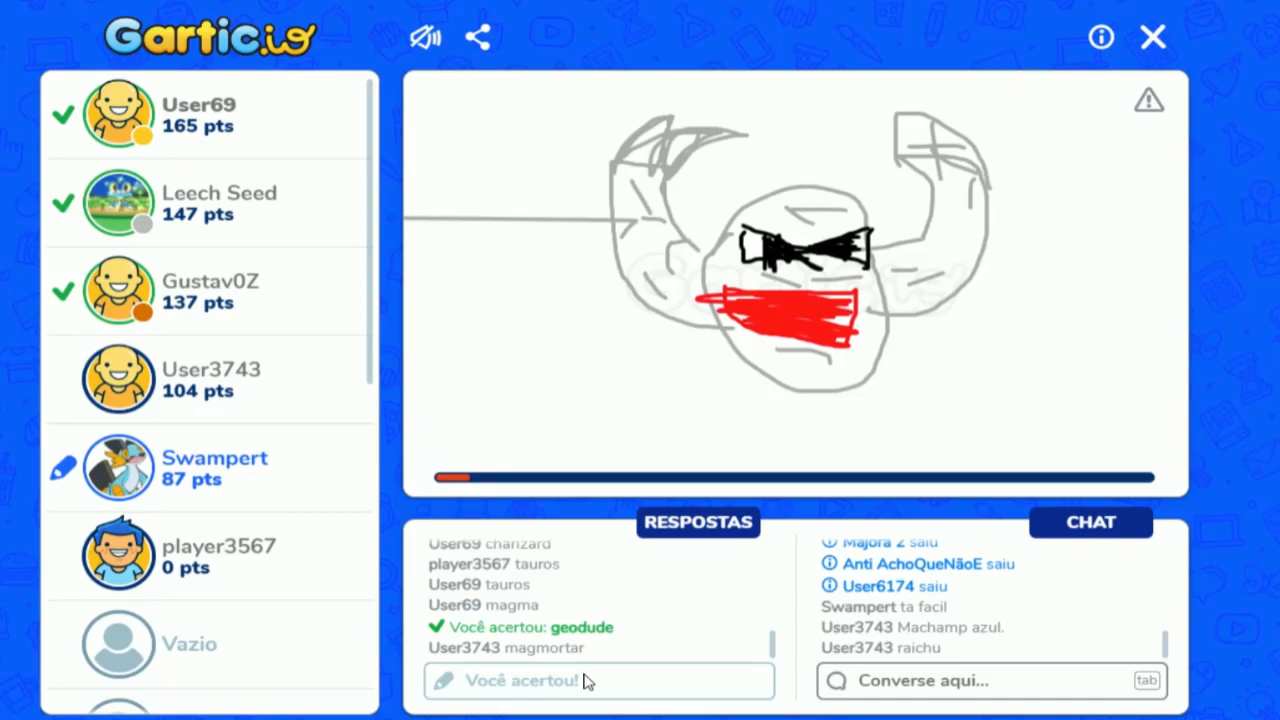 Gartic.io
User69
165 pts
Leech Seed
147 pts
Gustav0Z
137 pts
User3743
104 pts
Swampert
87 pts
player3567
0 pts
Vazio
RESPOSTAS
User69 charizard
player3567 tauros
User69 tauros
User69 magma
Você acertou: geodude
User3743 magmortar
Você acertou!
CHAT
Majora 2 saiu
Anti AchoQueNãoE saiu
User6174 saiu
Swampert ta facil
User3743 Machamp azul.
User3743 raichu
Converse aqui...
tab